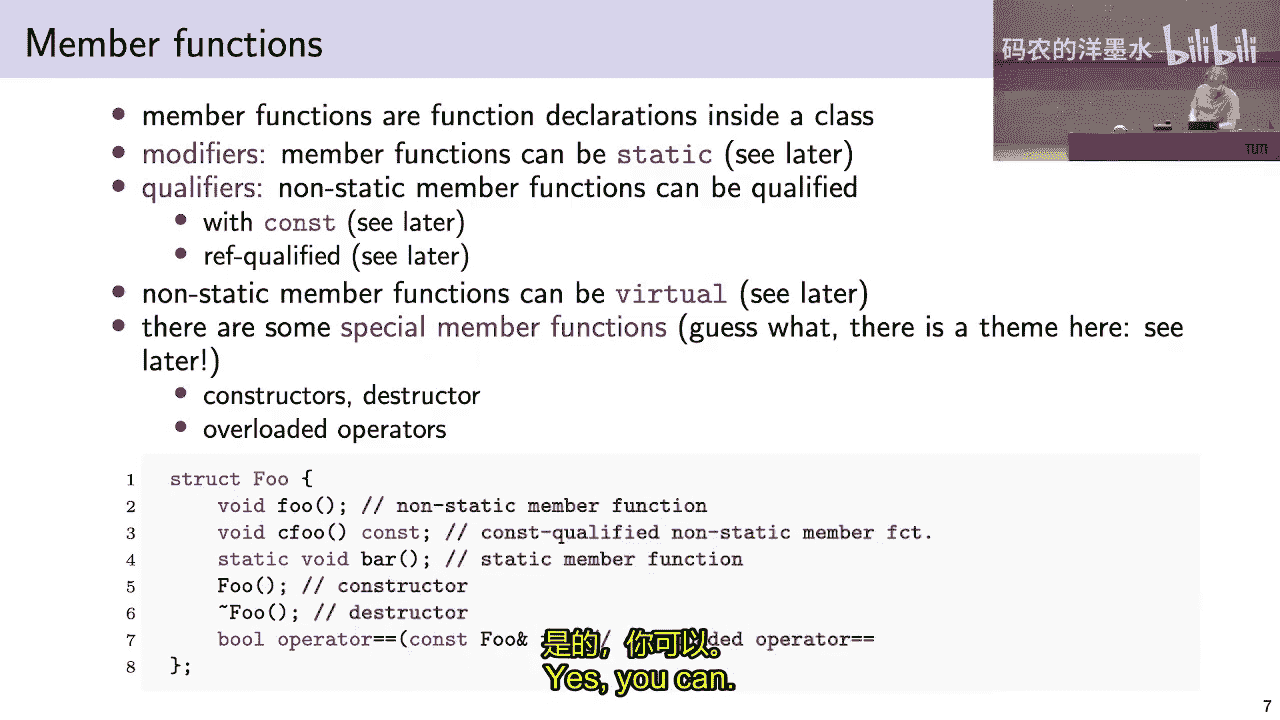 Member functions
码农的洋墨水 bilibili
TUM
• member functions are function declarations inside a class
• modifiers: member functions can be static (see later)
• qualifiers: non-static member functions can be qualified
• with const (see later)
• ref-qualified (see later)
• non-static member functions can be virtual (see later)
• there are some special member functions (guess what, there is a theme here: see
later!)
• constructors, destructor
• overloaded operators
1 struct Foo {
2 void foo(); // non-static member function
3 void cfoo() const; // const-qualified non-static member fct.
4 static void bar(); // static member function
5 Foo(); // constructor
6 ~Foo(); // destructor
7 bool operator==(const Foo& operator==
8 };
是的，你可以。
Yes, you can.
7